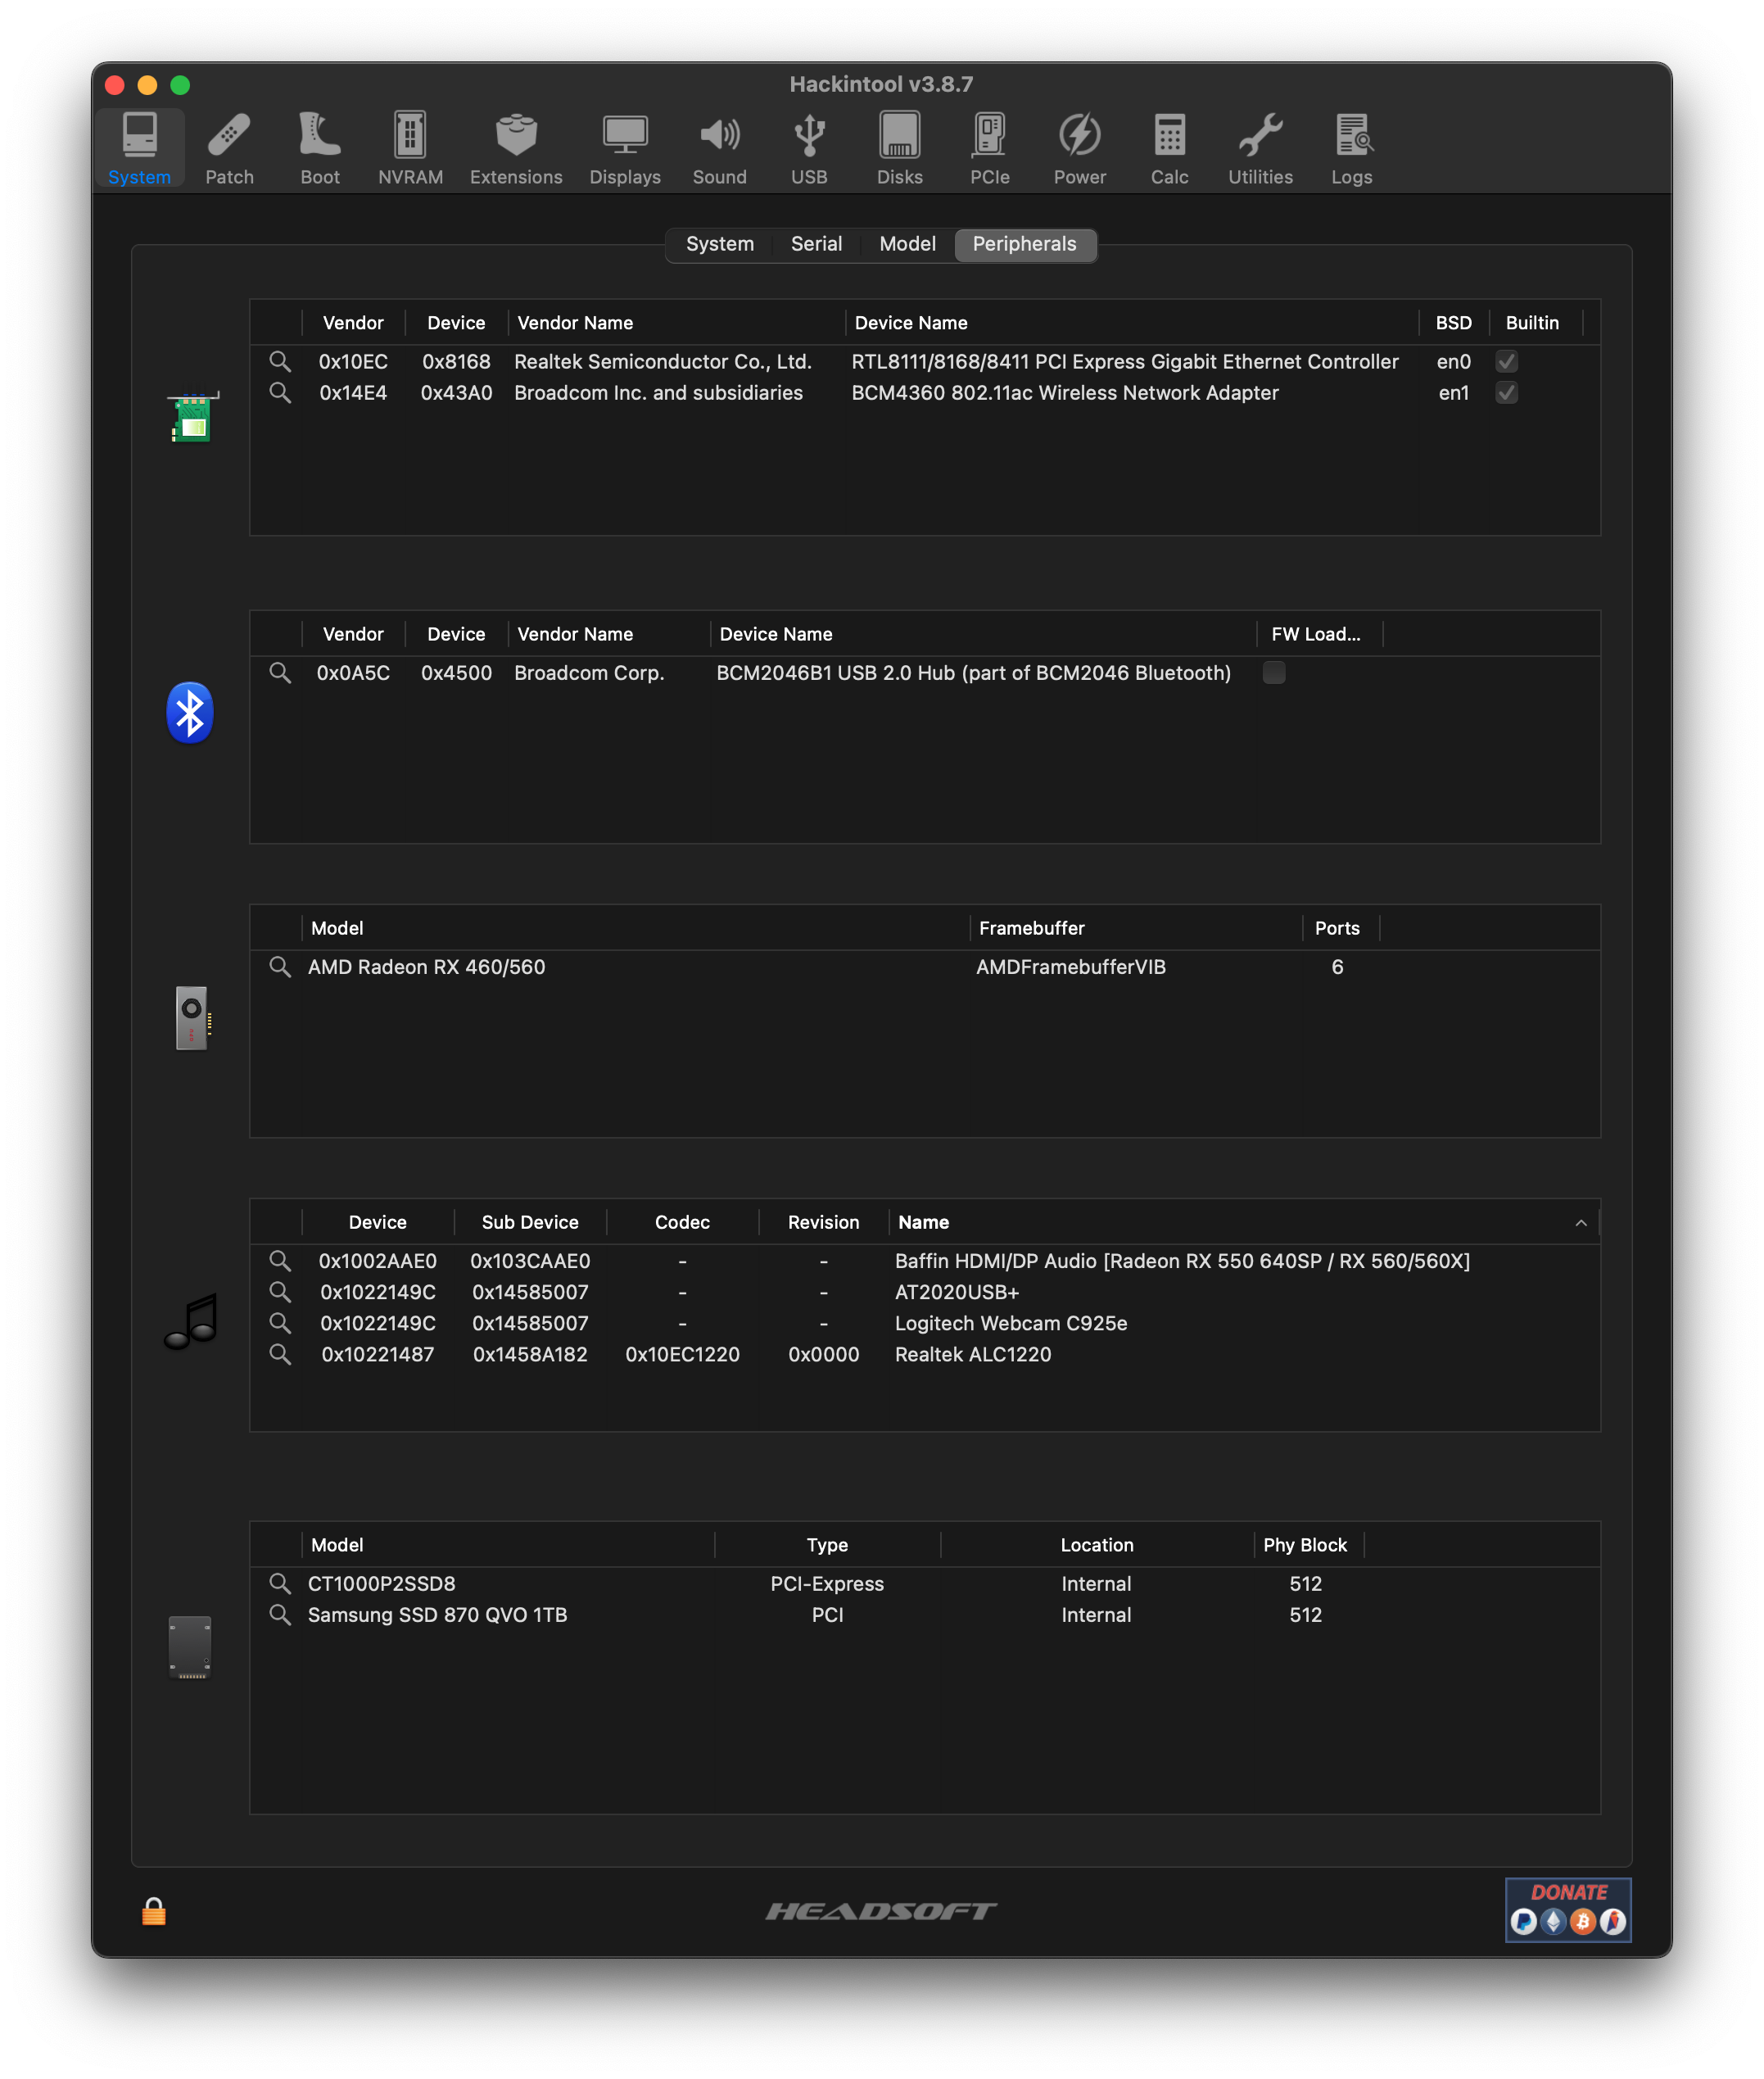 Hackintool v3.8.7
System Patch Boot NVRAM Extensions Displays Sound USB Disks PCIe Power Calc Utilities Logs
System Serial Model Peripherals
Vendor Device Vendor Name Device Name BSD Builtin
0x10EC 0x8168 Realtek Semiconductor Co., Ltd. RTL8111/8168/8411 PCI Express Gigabit Ethernet Controller en0
0x14E4 0x43A0 Broadcom Inc. and subsidiaries BCM4360 802.11ac Wireless Network Adapter en1
Vendor Device Vendor Name Device Name FW Load...
0x0A5C 0x4500 Broadcom Corp. BCM2046B1 USB 2.0 Hub (part of BCM2046 Bluetooth)
Model Framebuffer Ports
AMD Radeon RX 460/560 AMDFramebufferVIB 6
Device Sub Device Codec Revision Name
0x1002AAE0 0x103CAAE0 - - Baffin HDMI/DP Audio [Radeon RX 550 640SP / RX 560/560X]
0x1022149C 0x14585007 - - AT2020USB+
0x1022149C 0x14585007 - - Logitech Webcam C925e
0x10221487 0x1458A182 0x10EC1220 0x0000 Realtek ALC1220
Model Type Location Phy Block
CT1000P2SSD8 PCI-Express Internal 512
Samsung SSD 870 QVO 1TB PCI Internal 512
HEADSOFT
DONATE